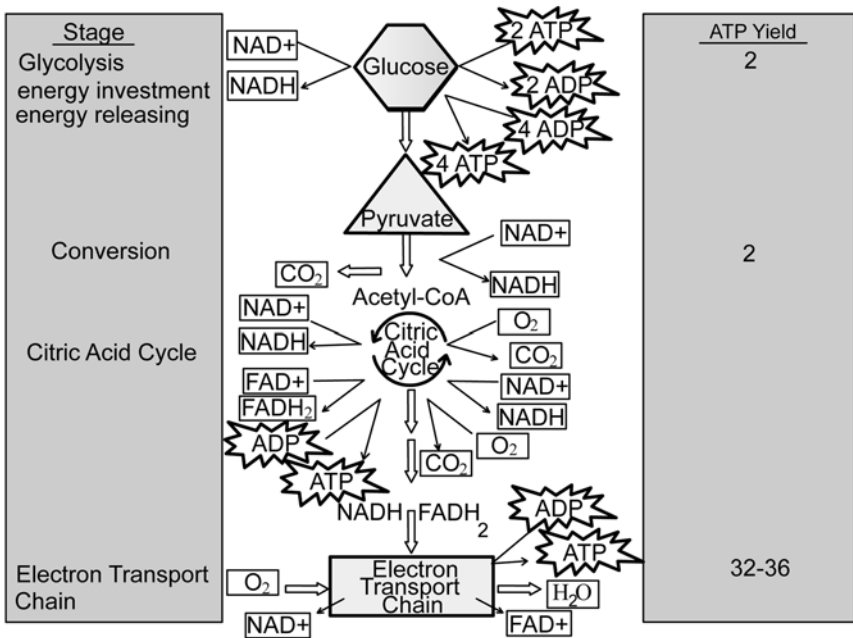 Stage
Glycolysis
energy investment
energy releasing
Conversion
Citric Acid Cycle
Electron Transport
Chain
NAD+
NADH
Glucose
2 ATP
2 ADP
4 ADP
4 ATP
Pyruvate
NAD+
NADH
CO₂
Acetyl-CoA
NAD+
NADH
FAD+
FADH₂
ADP
ATP
Citric
Acid
Cycle
O₂
CO₂
NAD+
NADH
O₂
CO₂
NADH
FADH₂
ADP
ATP
O₂
Electron
Transport
Chain
H₂O
NAD+
FAD+
ATP Yield
2
2
32-36